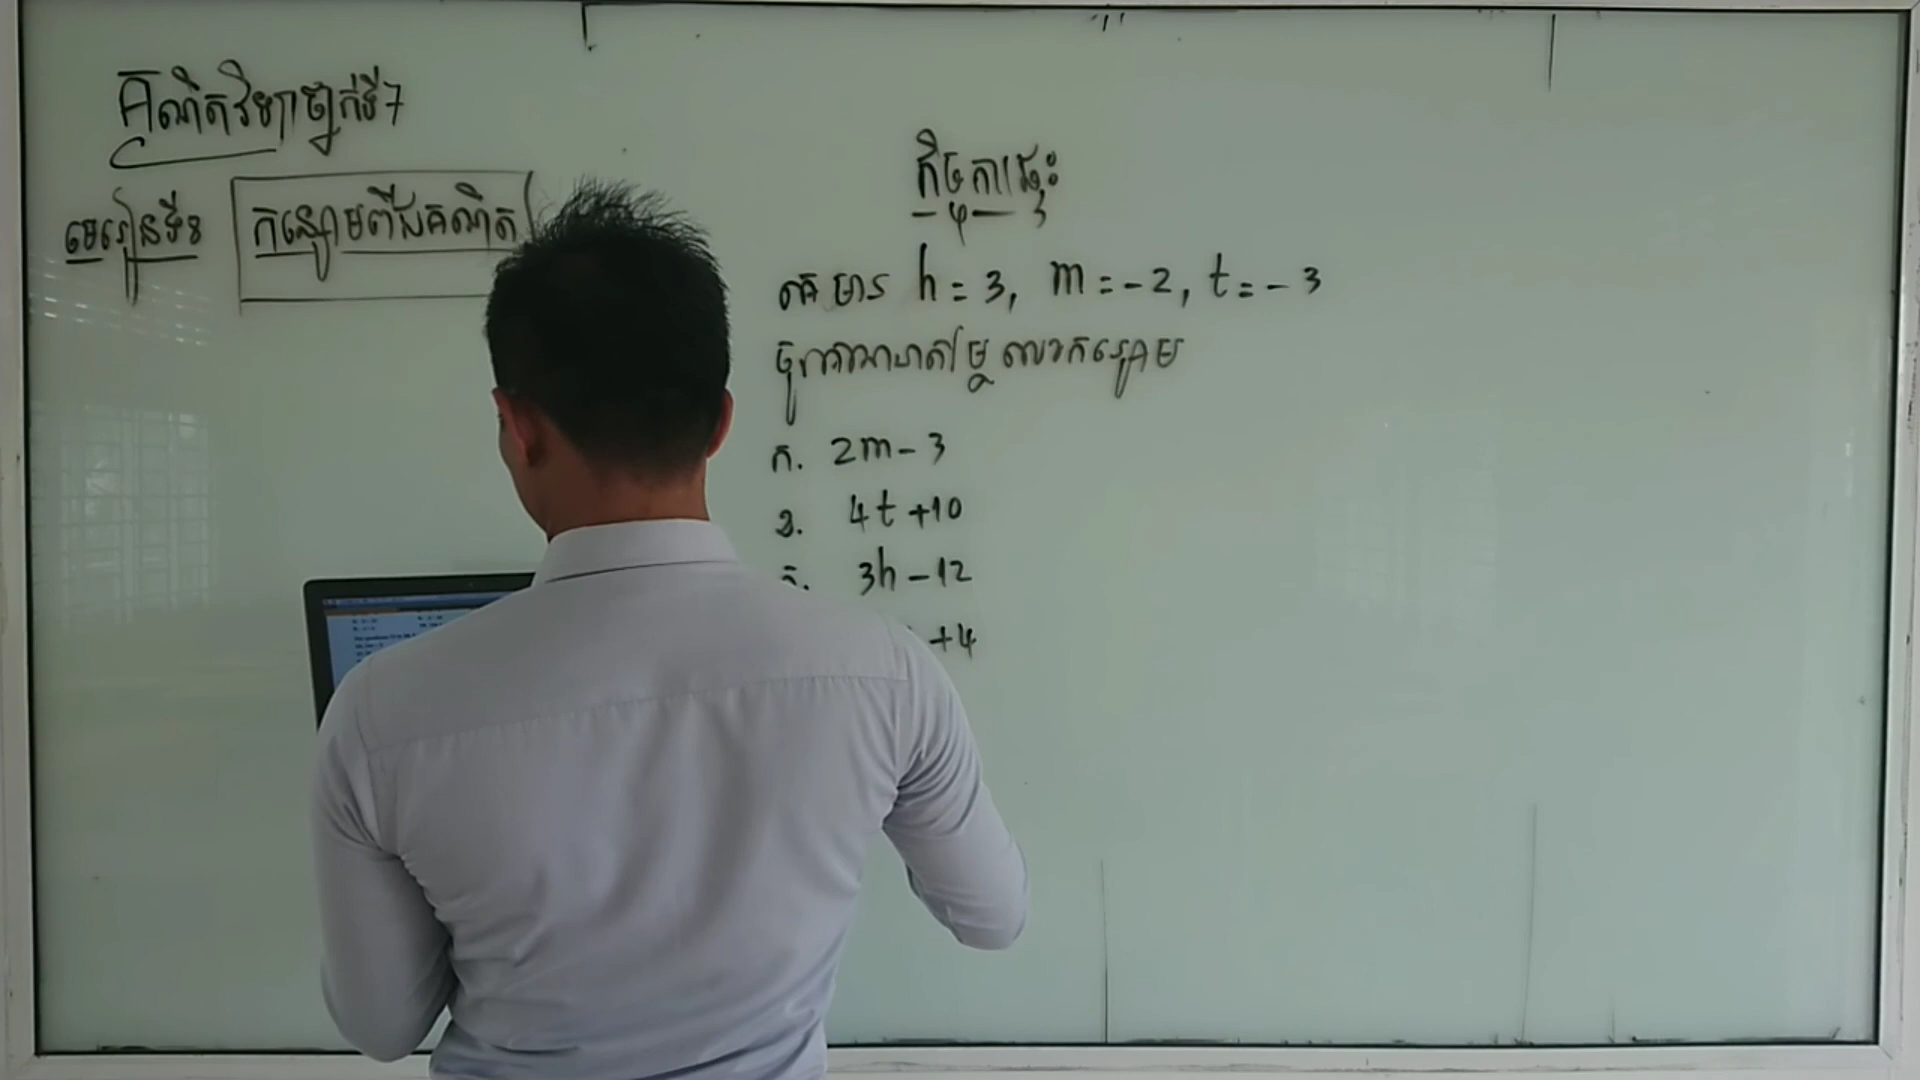 គណិតវិទ្យាថ្នាក់ទី7
មេរៀនទី8 កន្សោមពីជគណិត
កិច្ចការផ្ទះ
គេមាន h = 3, m = -2, t = -3
ចូរគណនាតម្លៃលេខកន្សោម
ក. 2m - 3
ខ. 4t + 10
គ. 3h - 12
+4